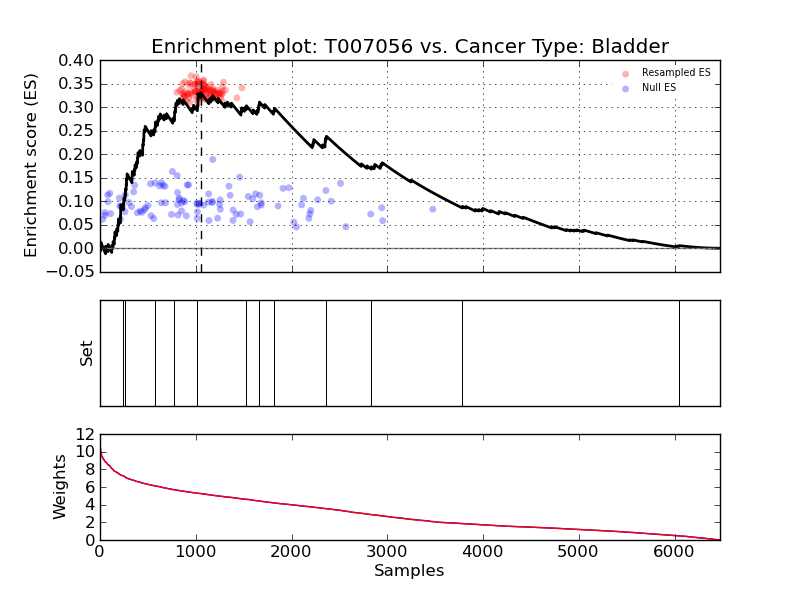 Enrichment plot: T007056 vs. Cancer Type: Bladder
Enrichment score (ES)
0.40
0.35
0.30
0.25
0.20
0.15
0.10
0.05
0.00
−0.05
Resampled ES
Null ES
Set
Weights
12
10
8
6
4
2
0
0 1000 2000 3000 4000 5000 6000
Samples